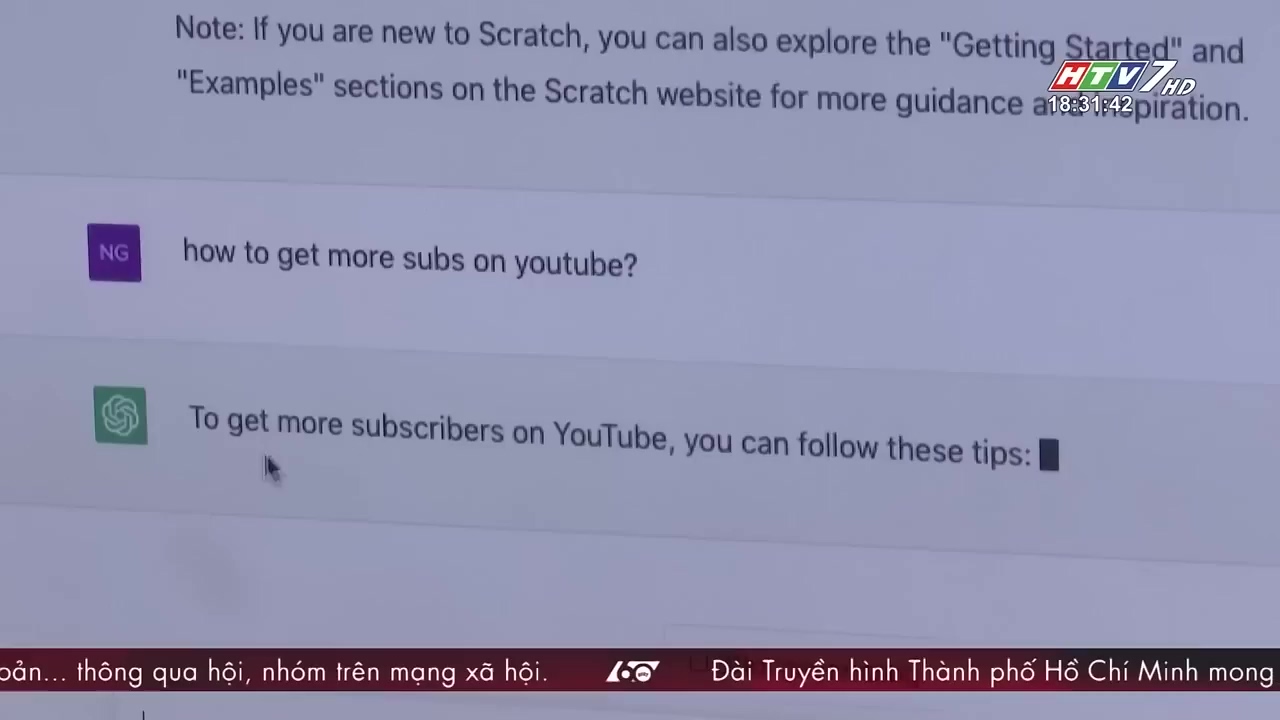 Note: If you are new to Scratch, you can also explore the "Getting Started" and
"Examples" sections on the Scratch website for more guidance and inspiration.
HTV7 HD
18:31:42
NG
how to get more subs on youtube?
To get more subscribers on YouTube, you can follow these tips:
thông qua hội, nhóm trên mạng xã hội.
60
Đài Truyền hình Thành phố Hồ Chí Minh mong